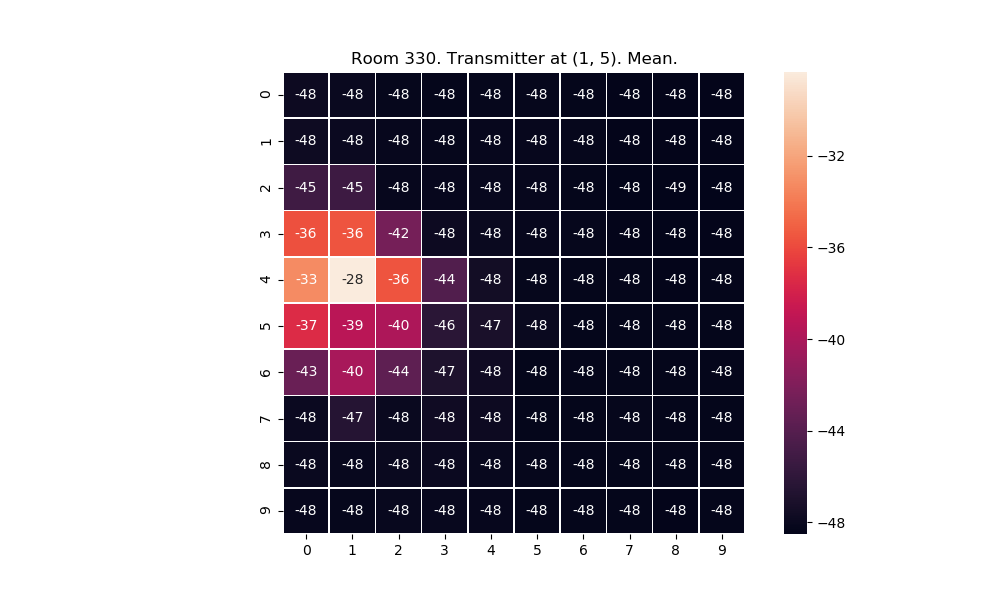 Room 330. Transmitter at (1, 5). Mean.
0 -48 -48 -48 -48 -48 -48 -48 -48 -48 -48
1 -48 -48 -48 -48 -48 -48 -48 -48 -48 -48
−32
2 -45 -45 -48 -48 -48 -48 -48 -48 -49 -48
3 -36 -36 -42 -48 -48 -48 -48 -48 -48 -48
−36
4 -33 -28 -36 -44 -48 -48 -48 -48 -48 -48
5 -37 -39 -40 -46 -47 -48 -48 -48 -48 -48
−40
6 -43 -40 -44 -47 -48 -48 -48 -48 -48 -48
7 -48 -47 -48 -48 -48 -48 -48 -48 -48 -48
−44
8 -48 -48 -48 -48 -48 -48 -48 -48 -48 -48
9 -48 -48 -48 -48 -48 -48 -48 -48 -48 -48
−48
0 1 2 3 4 5 6 7 8 9